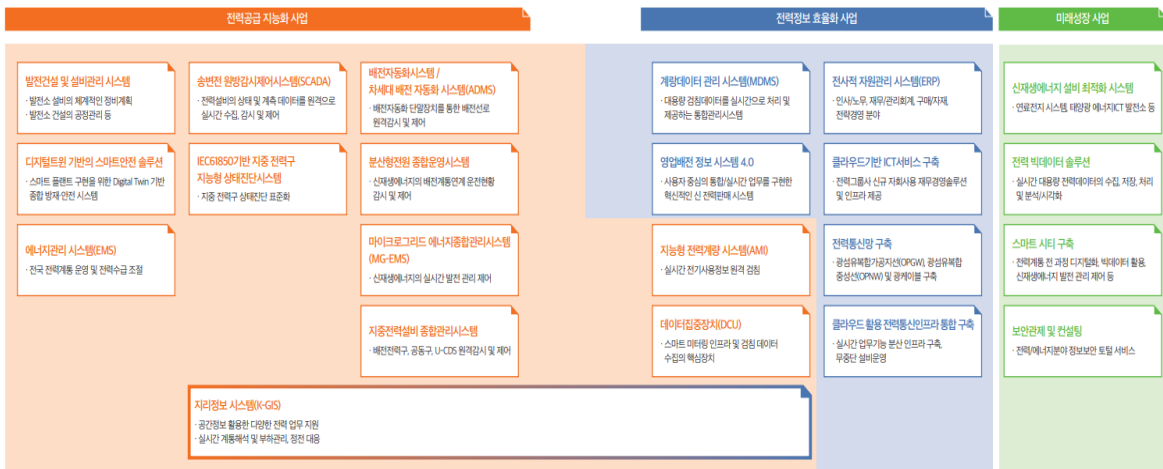 전력공급 지능화 사업
발전건설 및 설비관리 시스템
· 발전소 설비의 체계적인 정비계획
· 발전소 건설의 공정관리 등
디지털트윈 기반의 스마트안전 솔루션
· 스마트 플랜트 구현을 위한 Digital Twin 기반
종합 방재·안전 시스템
에너지관리 시스템(EMS)
· 전국 전력계통 운영 및 전력수급 조절
송변전 원방감시제어시스템(SCADA)
· 전력설비의 상태 및 계측 데이터를 원격으로
실시간 수집, 감시 및 제어
IEC61850기반 지중 전력구
지능형 상태진단시스템
· 지중 전력구 상태진단 표준화
배전자동화시스템 /
차세대 배전 자동화 시스템(ADMS)
· 배전자동화 단말장치를 통한 배전선로
원격감시 및 제어
분산형전원 종합운영시스템
· 신재생에너지의 배전계통연계 운전현황
감시 및 제어
마이크로그리드 에너지종합관리시스템
(MG-EMS)
· 신재생에너지의 실시간 발전 관리 제어
지중전력설비 종합관리시스템
· 배전전력구, 공동구, U-CDS 원격감시 및 제어
지리정보 시스템(K-GIS)
· 공간정보 활용한 다양한 전력 업무 지원
· 실시간 계통해석 및 부하관리, 정전 대응
전력정보 효율화 사업
계량데이터 관리 시스템(MDMS)
· 대용량 검침데이터를 실시간으로 처리 및
제공하는 통합관리시스템
영업배전 정보 시스템 4.0
· 사용자 중심의 통합/실시간 업무를 구현한
혁신적인 신 전력판매 시스템
지능형 전력계량 시스템(AMI)
· 실시간 전기사용정보 원격 검침
데이터집중장치(DCU)
· 스마트 미터링 인프라 및 검침 데이터
수집의 핵심장치
전사적 자원관리 시스템(ERP)
· 인사/노무, 재무/관리회계, 구매/자재,
전략경영 분야
클라우드기반 ICT서비스 구축
· 전력그룹사 신규 자회사용 재무경영솔루션
및 인프라 제공
전력통신망 구축
· 광섬유복합가공지선(OPGW), 광섬유복합
중성선(OPNW) 및 광케이블 구축
클라우드 활용 전력통신인프라 통합 구축
· 실시간 업무기능 분산 인프라 구축,
무중단 설비운영
미래성장 사업
신재생에너지 설비 최적화 시스템
· 연료전지 시스템, 태양광 에너지ICT 발전소 등
전력 빅데이터 솔루션
· 실시간 대용량 전력데이터의 수집, 저장, 처리
및 분석/시각화
스마트 시티 구축
· 전력계통 전 과정 디지털화, 빅데이터 활용,
신재생에너지 발전 관리 제어 등
보안관제 및 컨설팅
· 전력/에너지분야 정보보안 토털 서비스